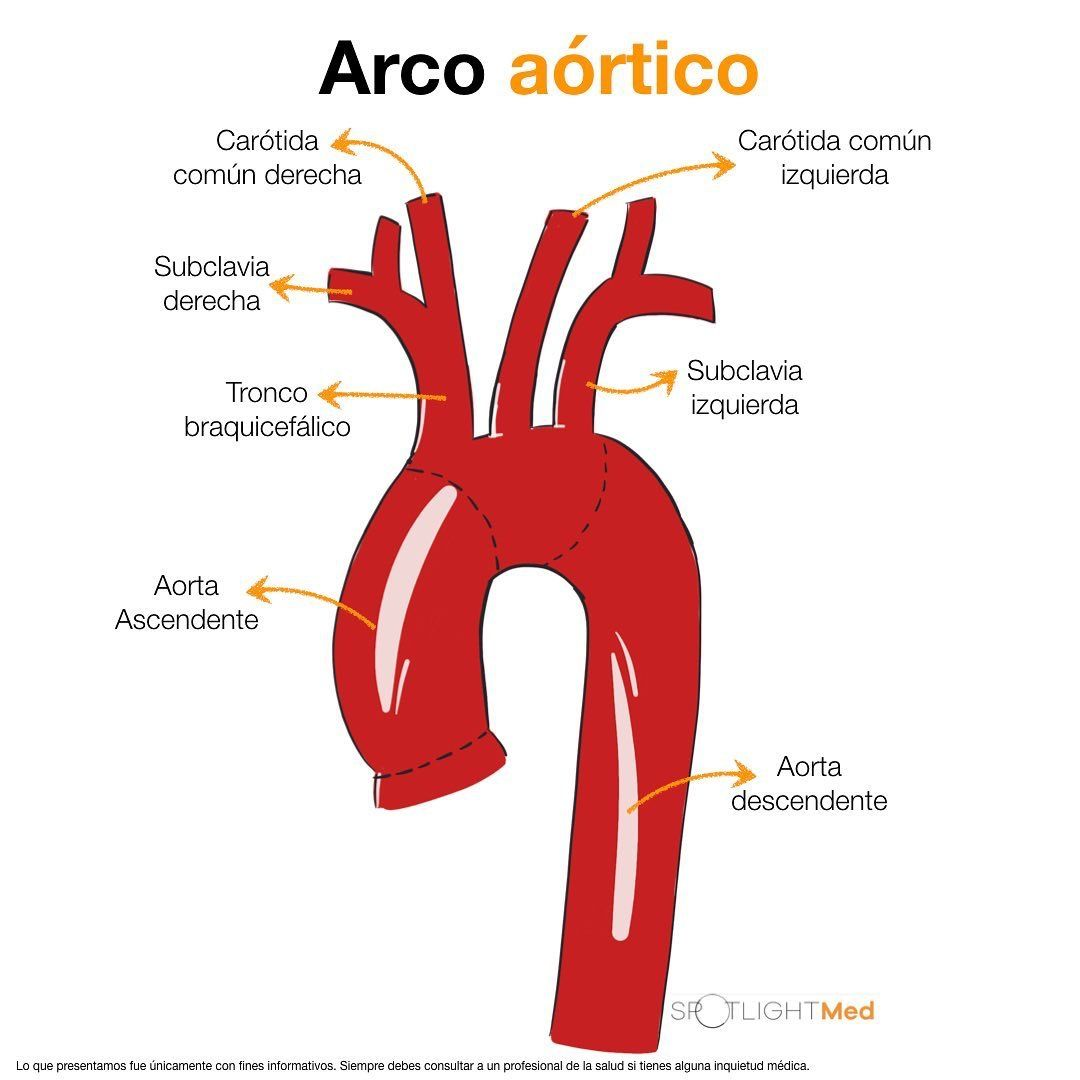 Arco aórtico
Carótida
común derecha
Carótida común
izquierda
Subclavia
derecha
Subclavia
izquierda
Tronco
braquicefálico
Aorta
Ascendente
Aorta
descendente
SPOTLIGHTMed
Lo que presentamos fue únicamente con fines informativos. Siempre debes consultar a un profesional de la salud si tienes alguna inquietud médica.